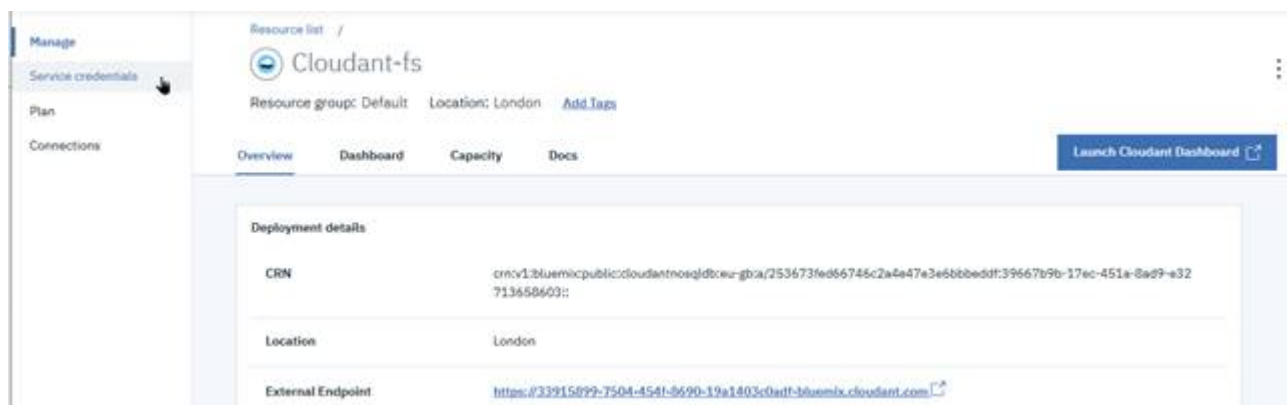 Manage
Service credentials
Plan
Connections
Resource list /
Cloudant-fs
Resource group: Default Location: London Add Tags
Overview Dashboard Capacity Docs
Launch Cloudant Dashboard
Deployment details
CRN crn:v1:bluemix:public:cloudantnosqldb:eu-gb:a/253673fed66746c2a4e47e3e6bbbeddf:39667b9b-17ec-451a-8ad9-e32
713658603::
Location London
External Endpoint https://33915899-7504-454f-8690-19a1403c0adf-bluemix.cloudant.com